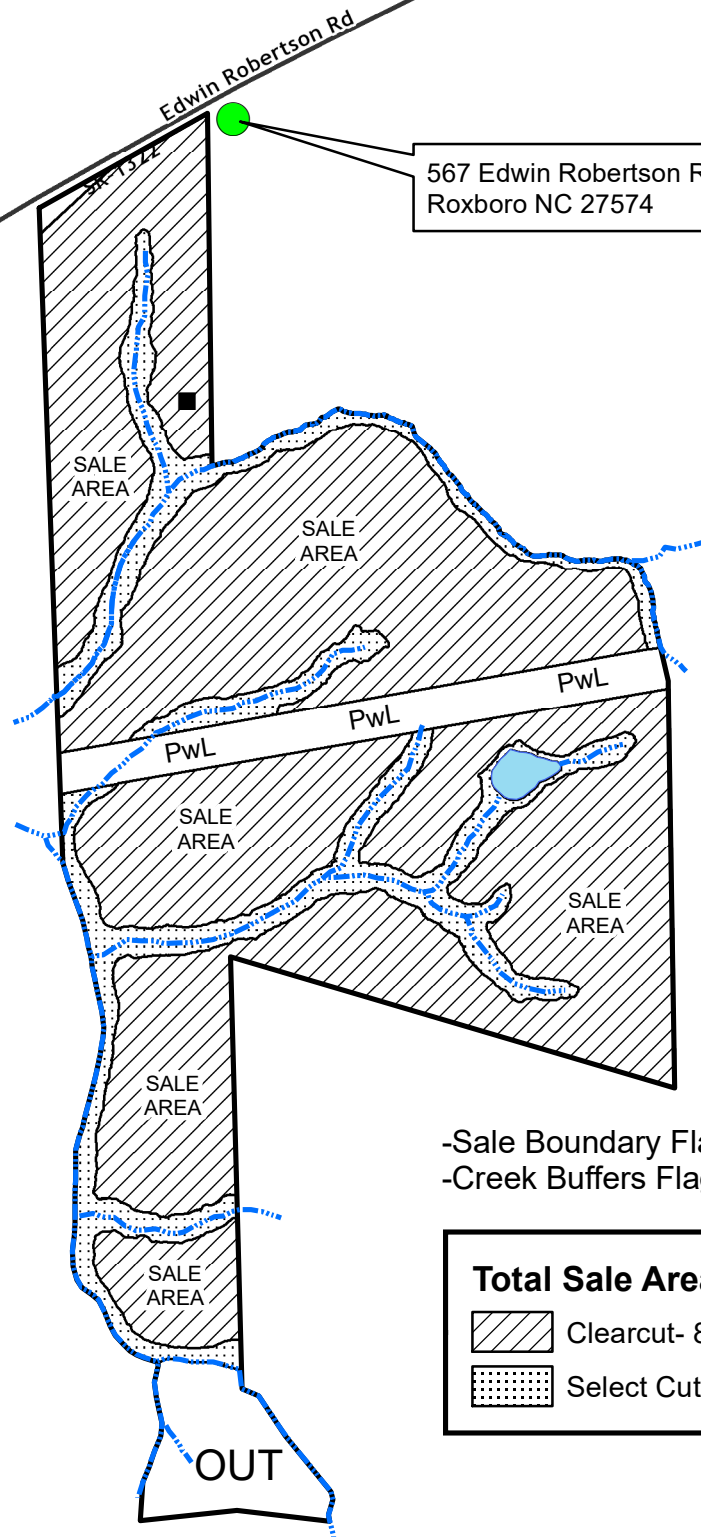 Edwin Robertson Rd
SR 1322
567 Edwin Robertson R
Roxboro NC 27574
SALE
AREA
SALE
AREA
PwL
PwL
PwL
SALE
AREA
SALE
AREA
SALE
AREA
-Sale Boundary Fla
-Creek Buffers Fla
SALE
AREA
Total Sale Area
Clearcut- 8
Select Cut
OUT